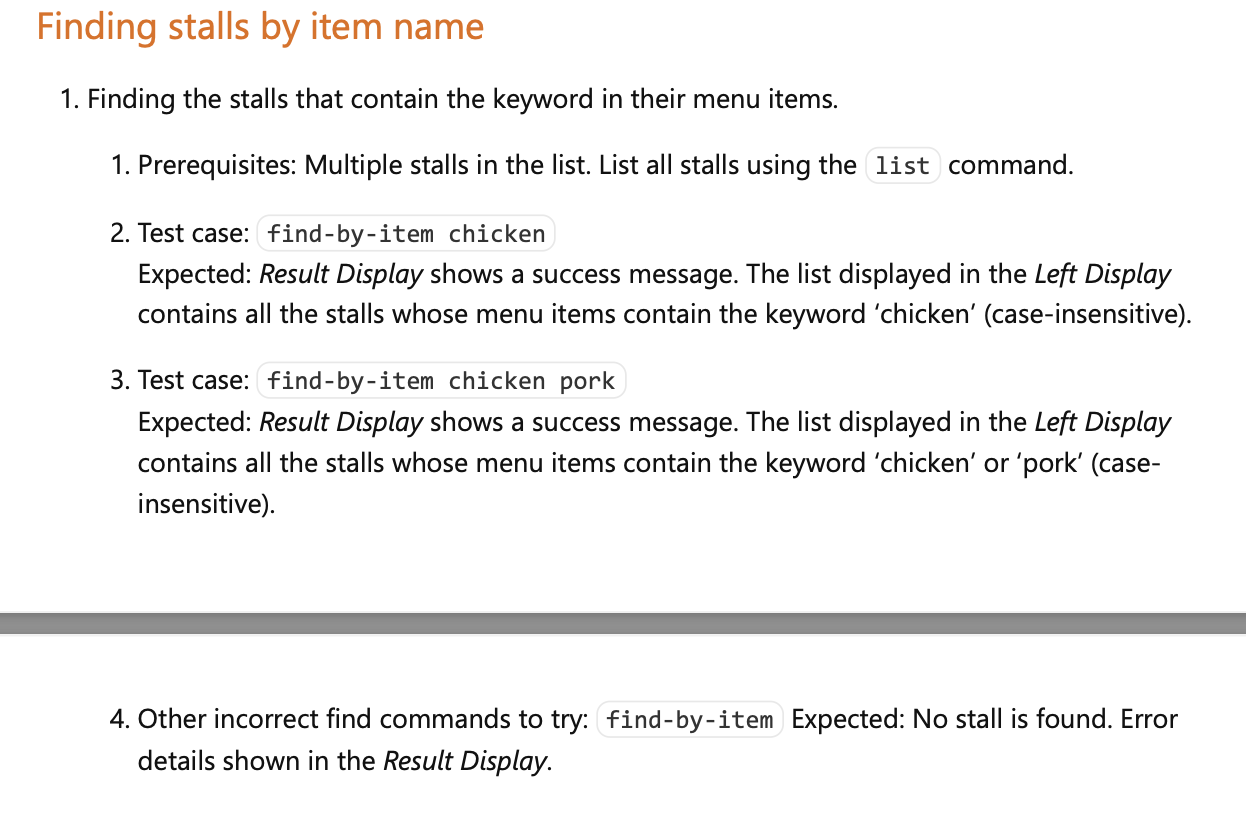 Finding stalls by item name
1. Finding the stalls that contain the keyword in their menu items.
1. Prerequisites: Multiple stalls in the list. List all stalls using the list command.
2. Test case: find-by-item chicken
Expected: Result Display shows a success message. The list displayed in the Left Display
contains all the stalls whose menu items contain the keyword ‘chicken’ (case-insensitive).
3. Test case: find-by-item chicken pork
Expected: Result Display shows a success message. The list displayed in the Left Display
contains all the stalls whose menu items contain the keyword ‘chicken’ or ‘pork’ (case-
insensitive).
4. Other incorrect find commands to try: find-by-item Expected: No stall is found. Error
details shown in the Result Display.